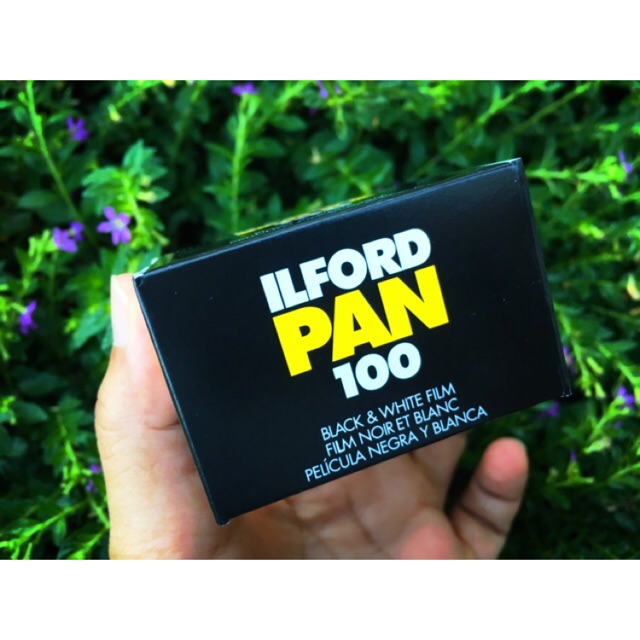 ILFORD
PAN
100
BLACK & WHITE FILM
FILM NOIR ET BLANC
PELÍCULA NEGRA Y BLANCA